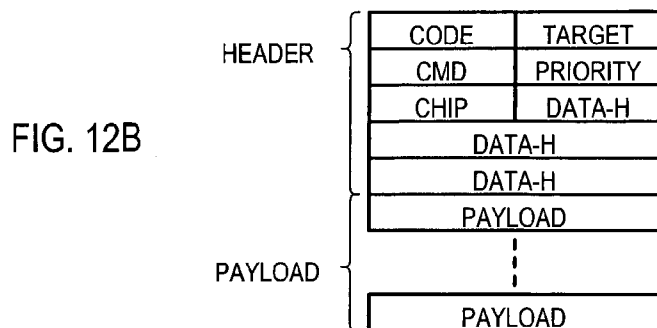 CODE TARGET
HEADER
CMD PRIORITY
CHIP DATA-H
FIG. 12B
DATA-H
DATA-H
PAYLOAD
PAYLOAD
PAYLOAD